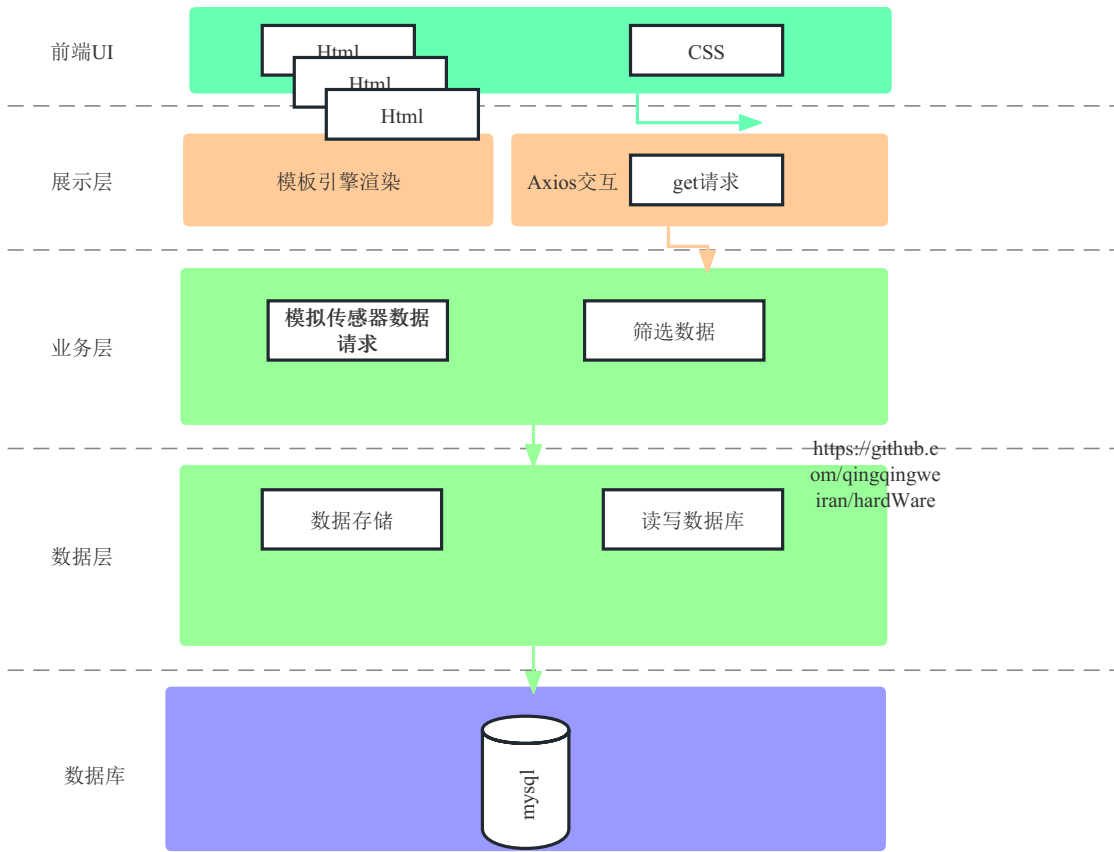 前端UI
Html
CSS
Html
Html
展示层
模板引擎渲染
Axios交互
get请求
业务层
模拟传感器数据
请求
筛选数据
https://github.c
om/qingqingwe
iran/hardWare
数据层
数据存储
读写数据库
数据库
mysql